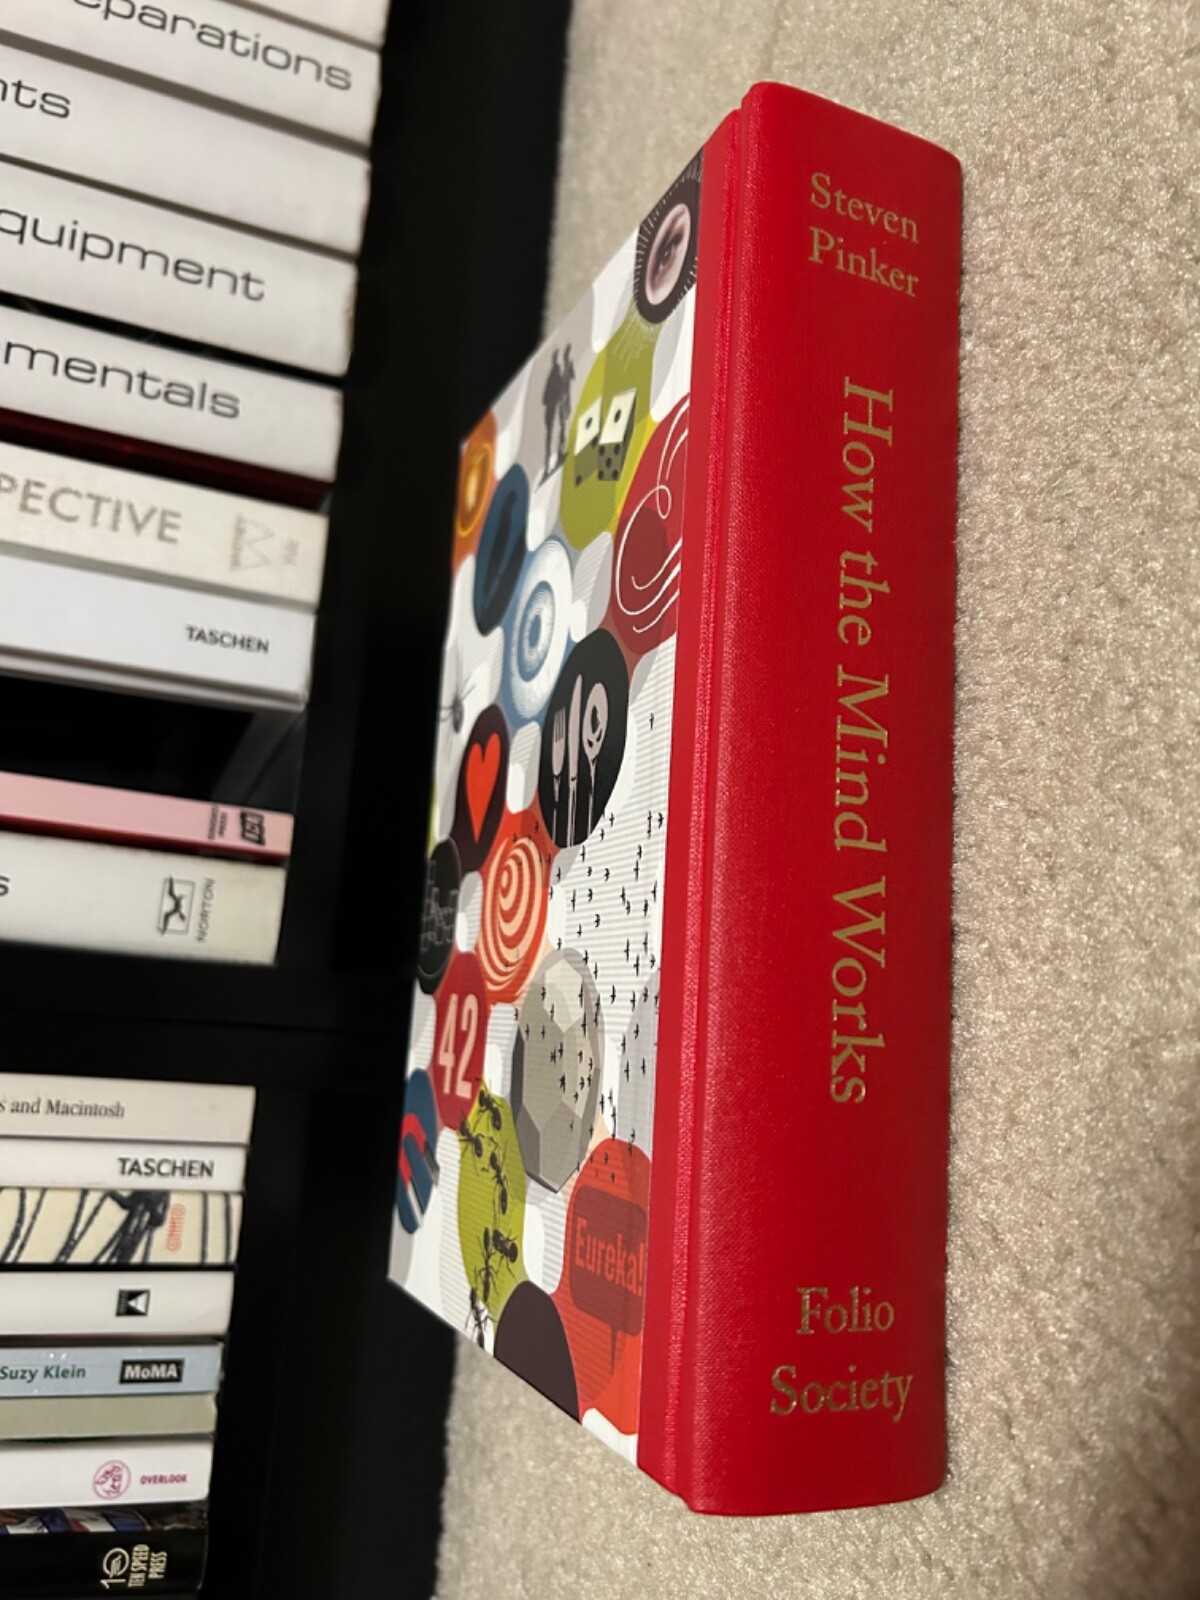 eparations
nts
quipment
mentals
PECTIVE
TASCHEN
s
NORTON
s and Macintosh
TASCHEN
Suzy Klein MoMA
OVERLOOK
TEN SPEED
PRESS
42
Eureka!
Steven
Pinker
How the Mind Works
Folio
Society